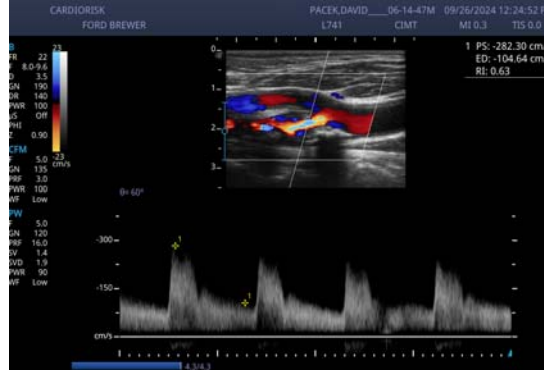 CARDIORISK
PACEK,DAVID____06-14-47M 09/26/2024 12:24:52 P
FORD BREWER
L741 CIMT MI 0.3 TIS 0.0
B
FR 22
F 8.0-9.6
D 3.5
GN 190
DR 140
PWR 100
µS Off
PHI
Z 0.90
CFM
F 5.0
GN 135
PRF 3.0
PWR 100
WF Low
PW
F 5.0
GN 120
PRF 16.0
SV 1.4
SVD 1.9
PWR 90
WF Low
23
-23
cm/s
0
1
2
3
1 PS: -282.30 cm/
ED: -104.64 cm/
RI: 0.63
θ= 60°
-300
-150
cm/s
1
1
4.3/4.3